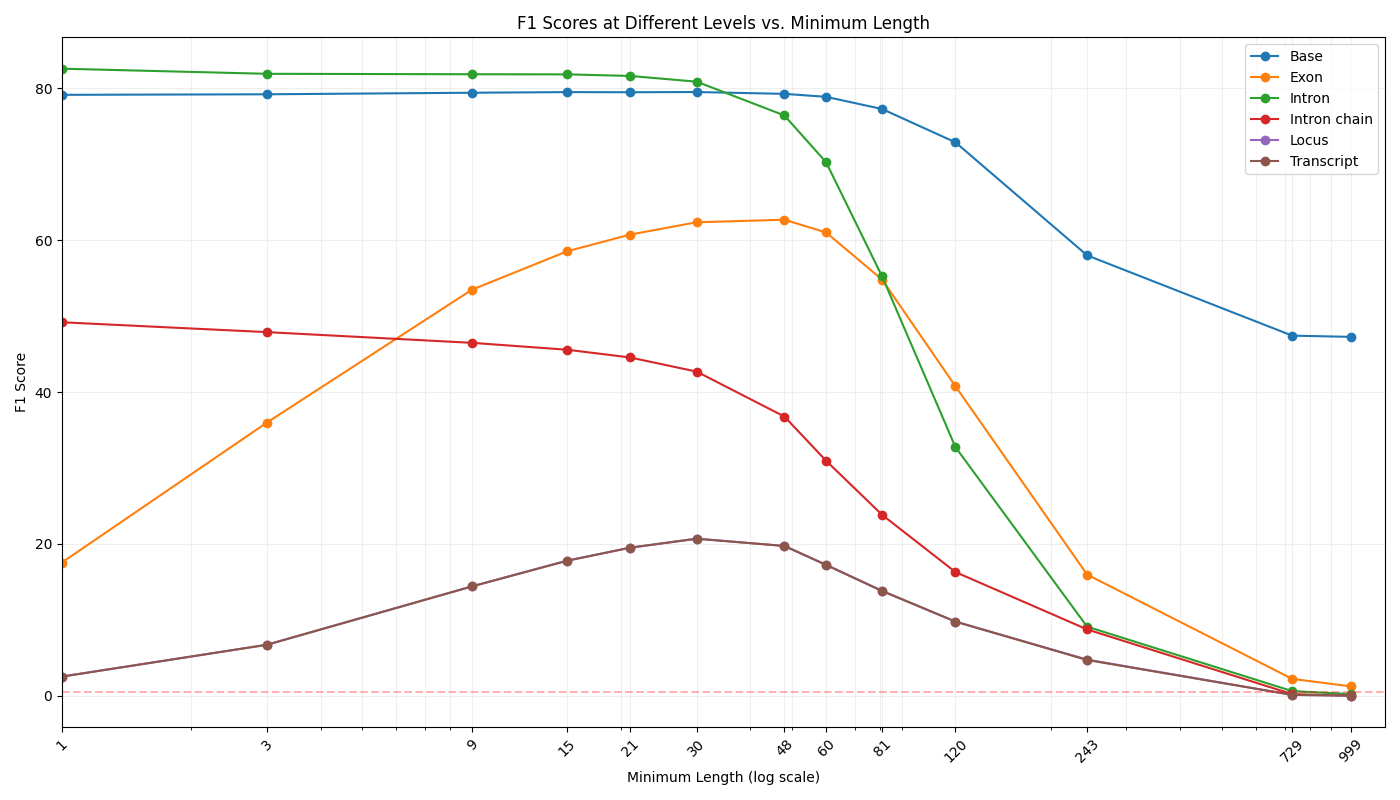 F1 Scores at Different Levels vs. Minimum Length
Base
Exon
Intron
Intron chain
Locus
Transcript
F1 Score
80
60
40
20
0
1
3
9
15
21
30
48
60
81
120
243
729
999
Minimum Length (log scale)